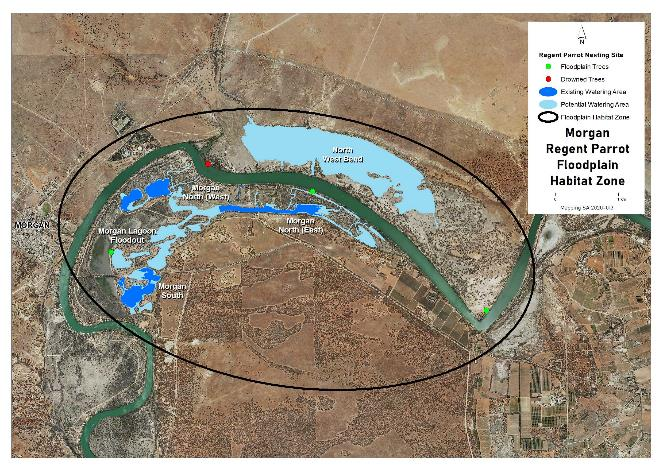 N
Regent Parrot Nesting Site
Floodplain Trees
Drowned Trees
Existing Watering Area
Potential Watering Area
Floodplain Habitat Zone
Morgan
Regent Parrot
Floodplain
Habitat Zone
North
West Bend
Morgan
North (West)
MORGAN
Morgan Lagoon
Floodout
Morgan
North (East)
Morgan
South